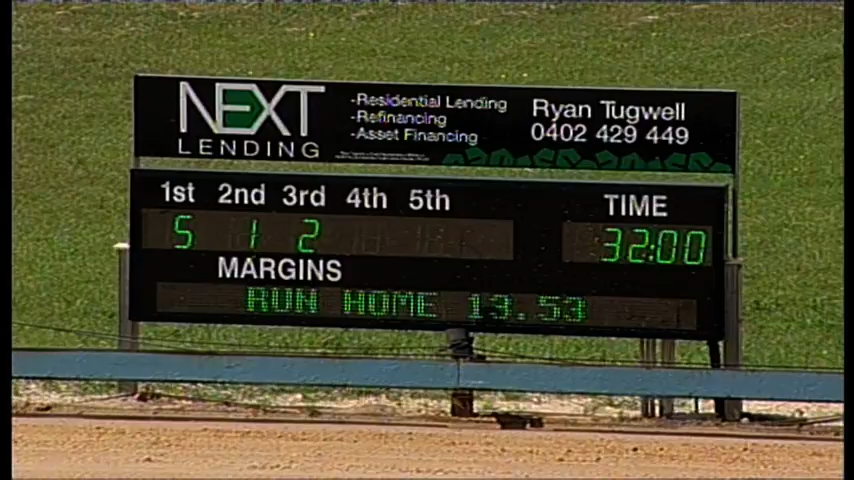 NEXT
LENDING
-Residential Lending
-Refinancing
-Asset Financing
Ryan Tugwell
0402 429 449
1st 2nd 3rd 4th 5th
TIME
5 1 2
32:00
MARGINS
RUN HOME 13.53